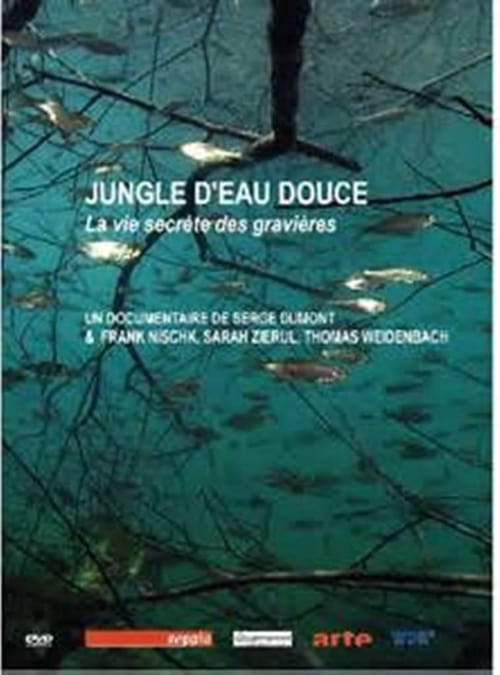 JUNGLE D'EAU DOUCE
La vie secrète des gravières
UN DOCUMENTAIRE DE SERGE DUMONT
& FRANK NISCHK, SARAH ZIERUL, THOMAS WEIDENBACH
DVD
arte
WDR